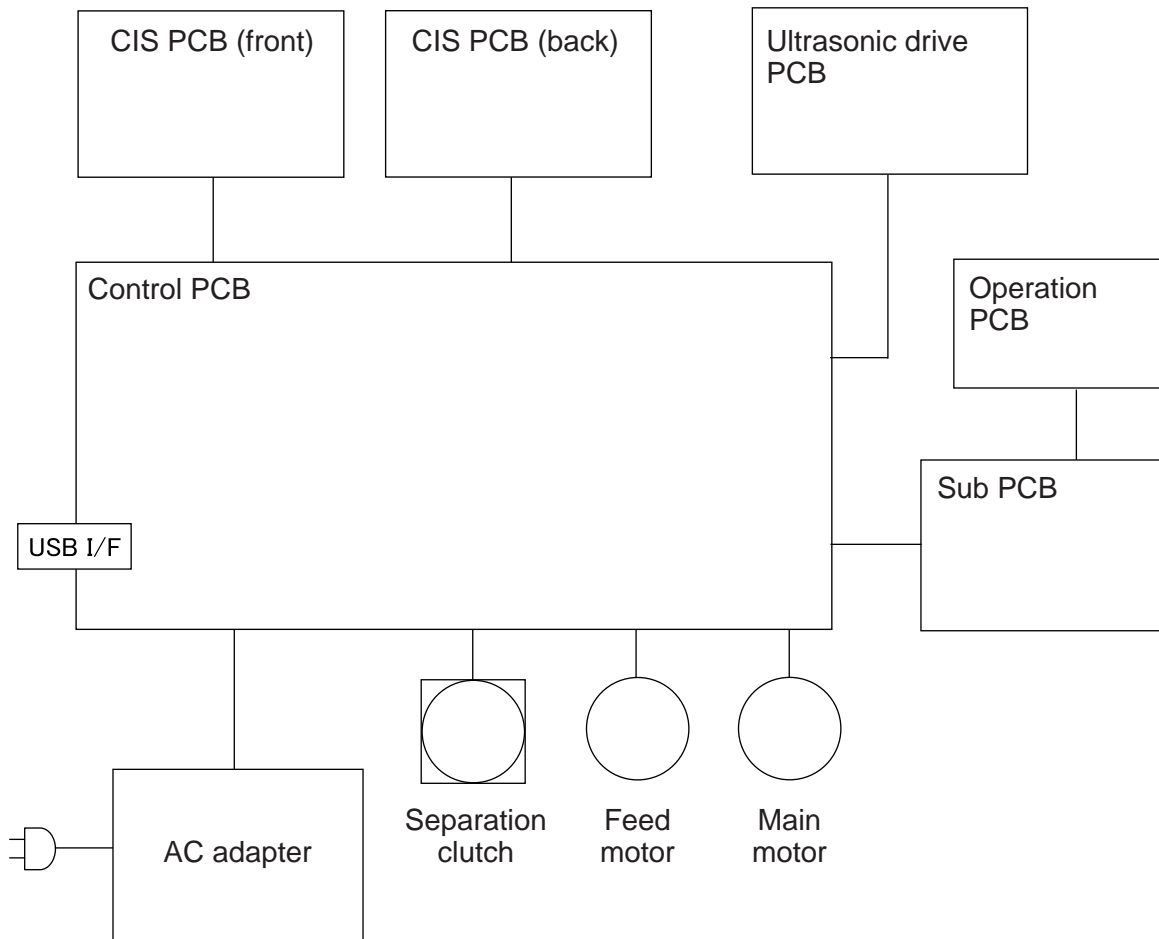 CIS PCB (front)
CIS PCB (back)
Ultrasonic drive
PCB
Control PCB
Operation
PCB
Sub PCB
USB I/F
AC adapter
Separation
clutch
Feed
motor
Main
motor